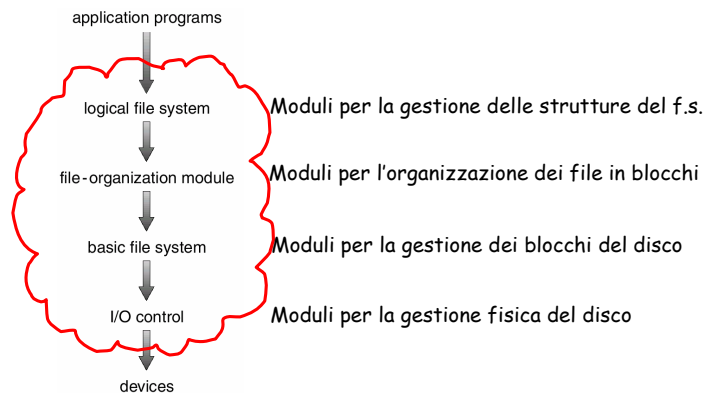 application programs
logical file system
Moduli per la gestione delle strutture del f.s.
file-organization module
Moduli per l'organizzazione dei file in blocchi
basic file system
Moduli per la gestione dei blocchi del disco
I/O control
Moduli per la gestione fisica del disco
devices